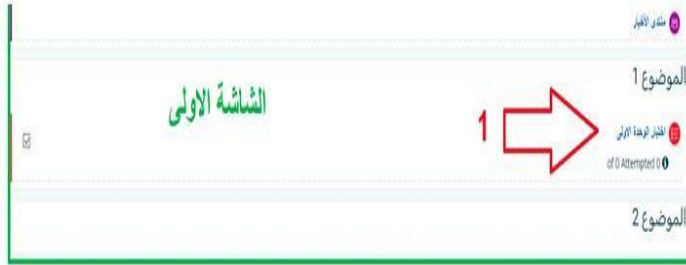 منتدى الأخبار
الموضوع 1
الشاشة الاولى
1
اختبار الوحدة الاولى
of 0 Attempted 0
الموضوع 2